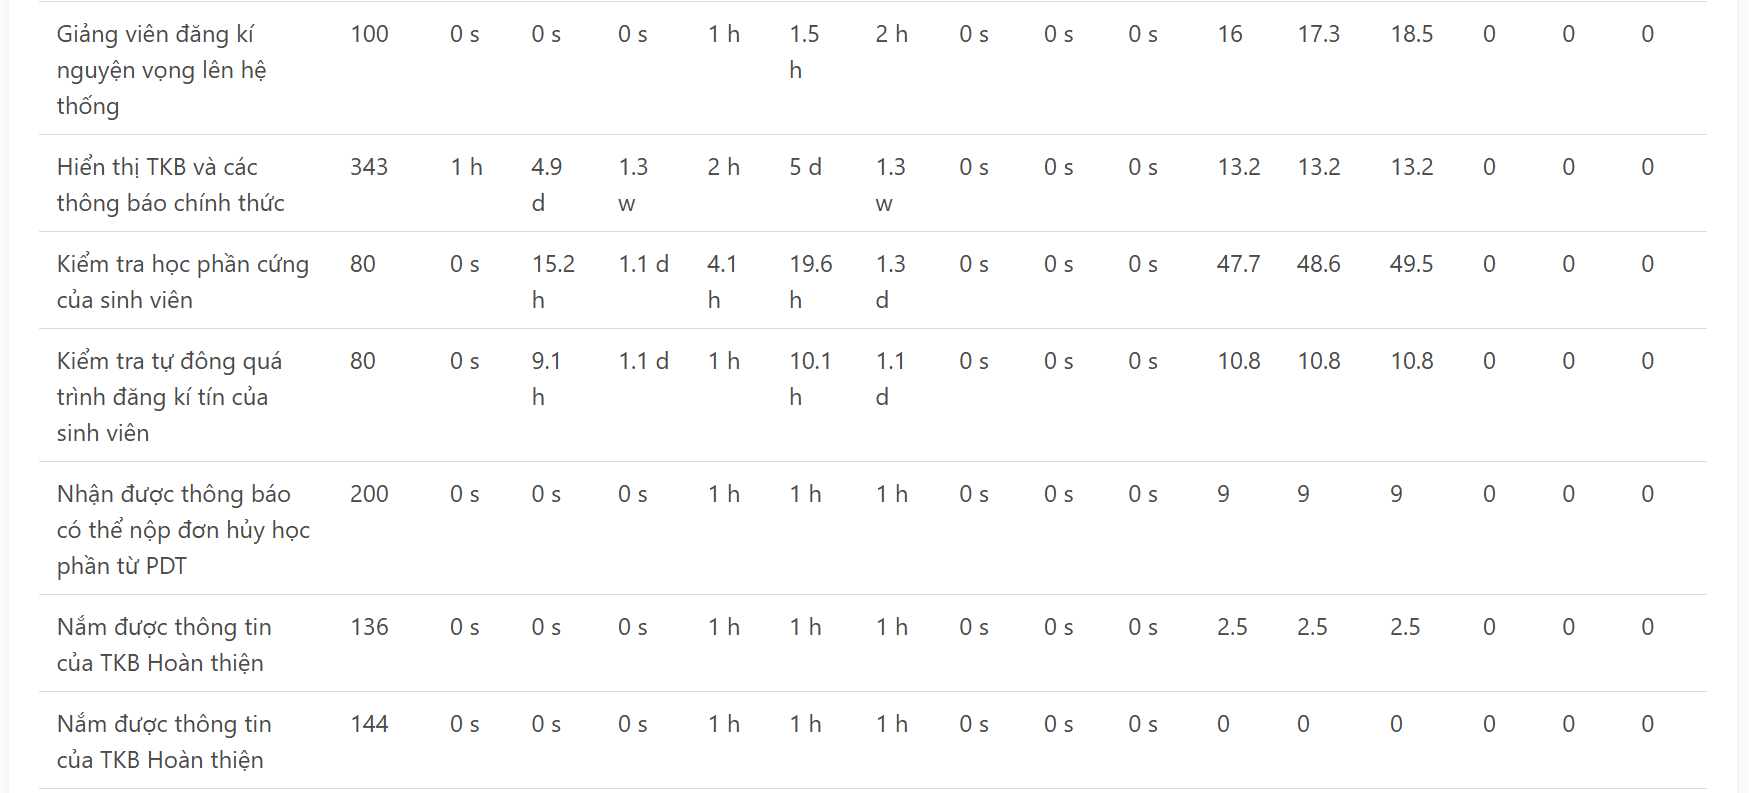 Giảng viên đăng kí 100 0 s 0 s 0 s 1 h 1.5 2 h 0 s 0 s 0 s 16 17.3 18.5 0 0 0
nguyện vọng lên hệ h
thống
Hiển thị TKB và các 343 1 h 4.9 1.3 2 h 5 d 1.3 0 s 0 s 0 s 13.2 13.2 13.2 0 0 0
thông báo chính thức d w w
Kiểm tra học phần cứng 80 0 s 15.2 1.1 d 4.1 19.6 1.3 0 s 0 s 0 s 47.7 48.6 49.5 0 0 0
của sinh viên h h h d
Kiểm tra tự đông quá 80 0 s 9.1 1.1 d 1 h 10.1 1.1 0 s 0 s 0 s 10.8 10.8 10.8 0 0 0
trình đăng kí tín của h h d
sinh viên
Nhận được thông báo 200 0 s 0 s 0 s 1 h 1 h 1 h 0 s 0 s 0 s 9 9 9 0 0 0
có thể nộp đơn hủy học
phần từ PDT
Nắm được thông tin 136 0 s 0 s 0 s 1 h 1 h 1 h 0 s 0 s 0 s 2.5 2.5 2.5 0 0 0
của TKB Hoàn thiện
Nắm được thông tin 144 0 s 0 s 0 s 1 h 1 h 1 h 0 s 0 s 0 s 0 0 0 0 0 0
của TKB Hoàn thiện